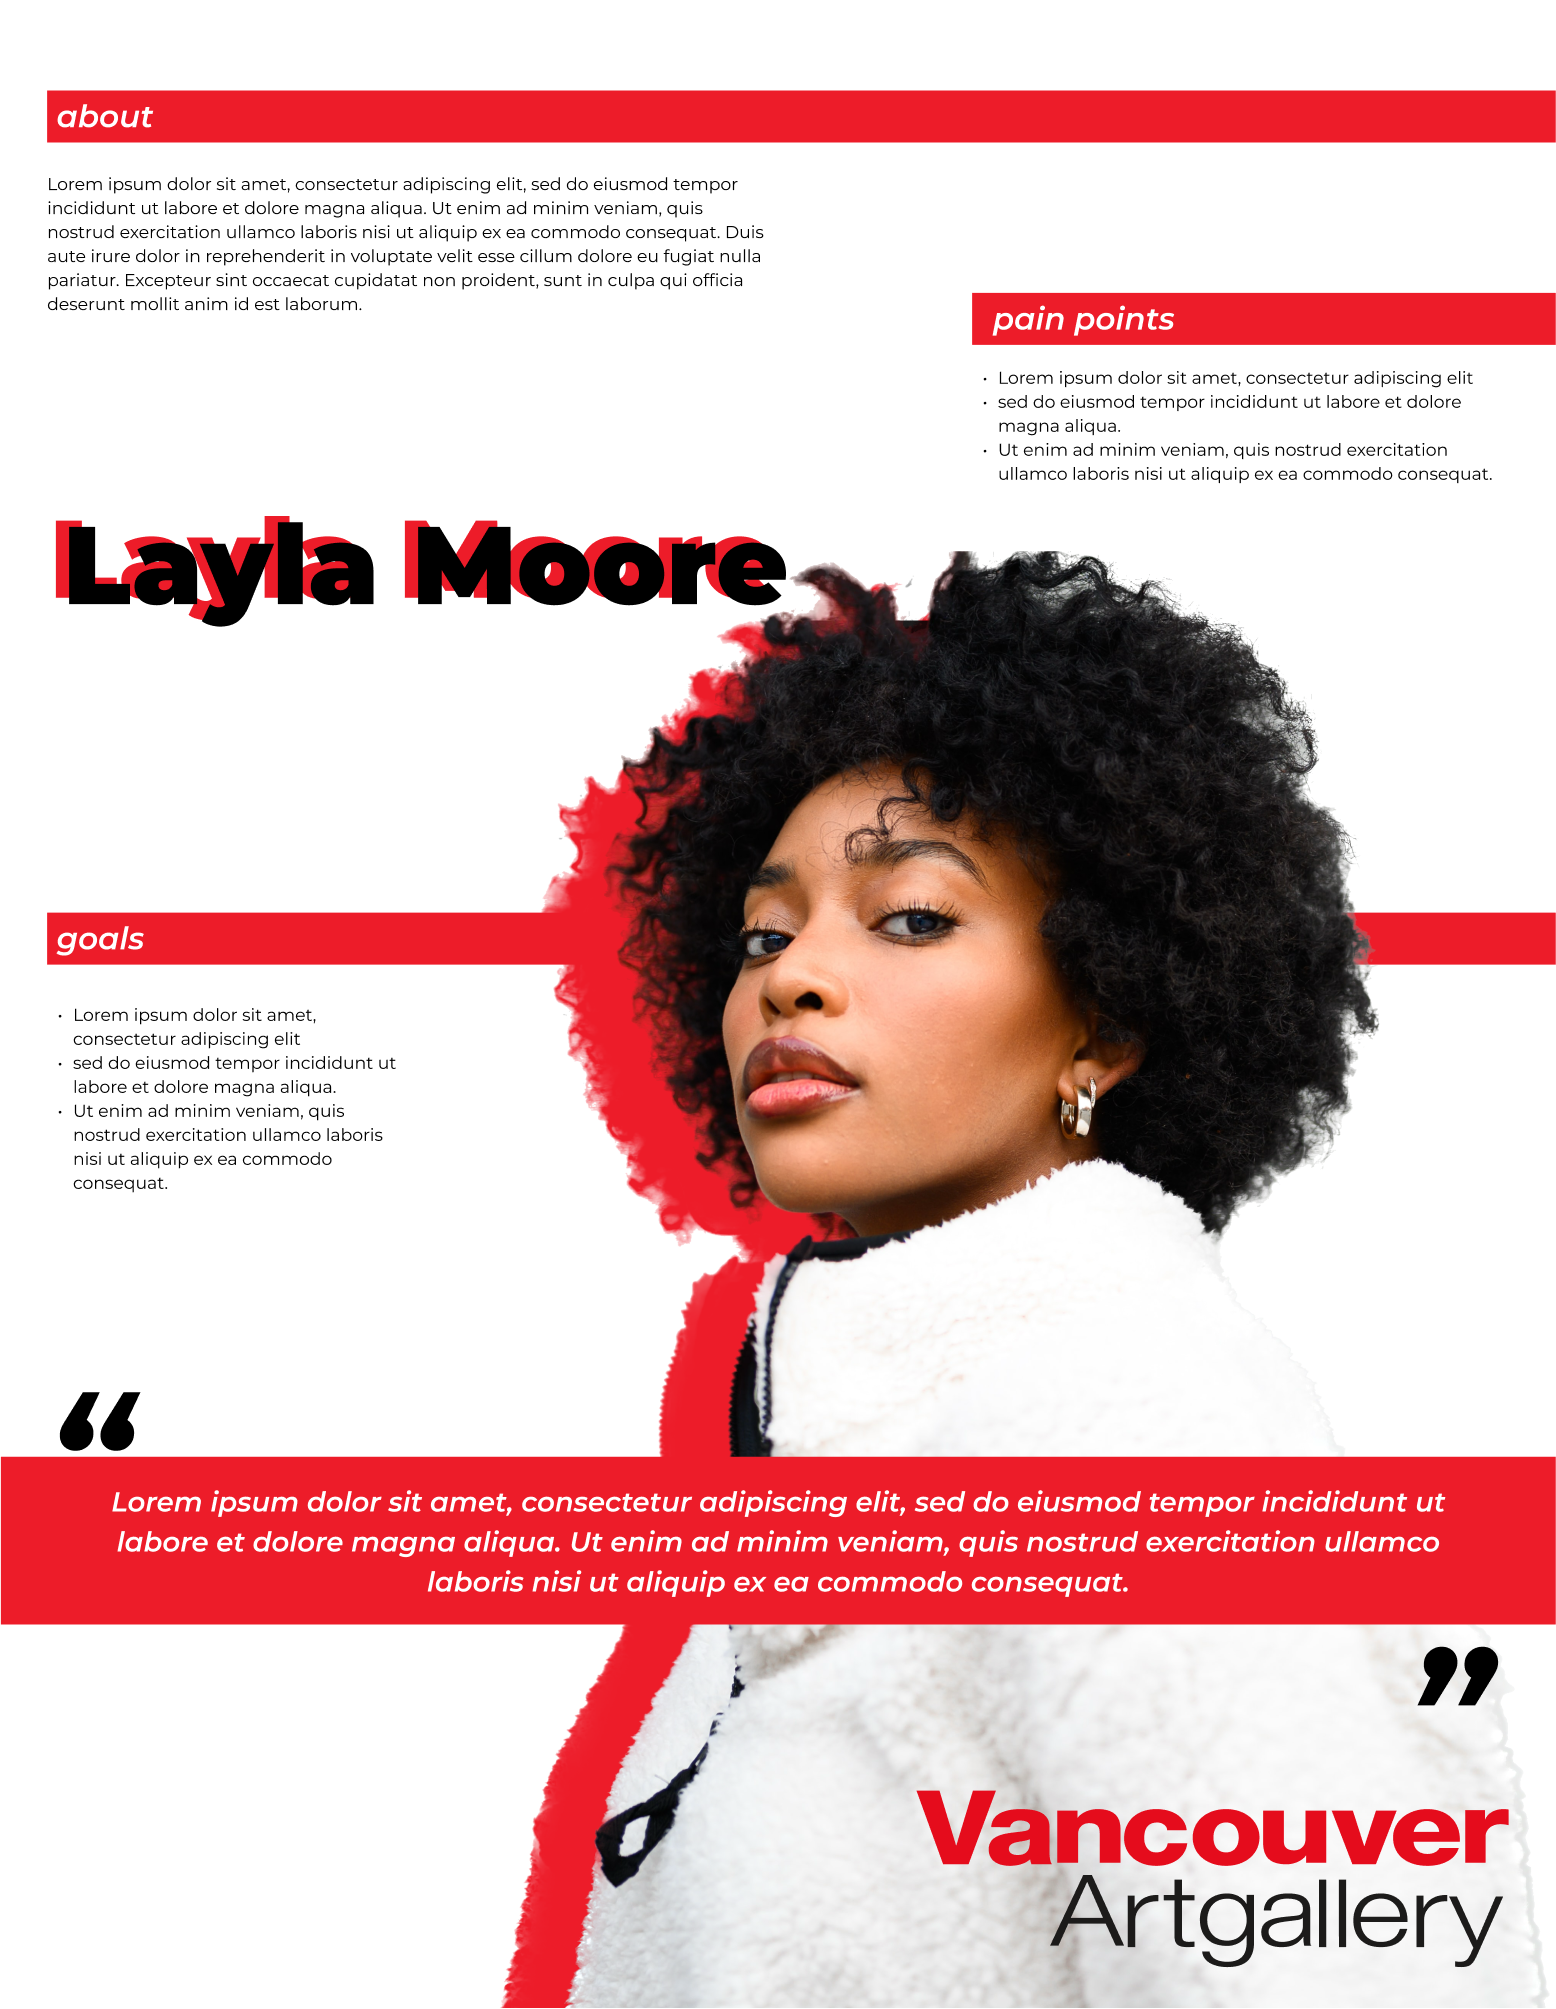 about
Lorem ipsum dolor sit amet, consectetur adipiscing elit, sed do eiusmod tempor
incididunt ut labore et dolore magna aliqua. Ut enim ad minim veniam, quis
nostrud exercitation ullamco laboris nisi ut aliquip ex ea commodo consequat. Duis
aute irure dolor in reprehenderit in voluptate velit esse cillum dolore eu fugiat nulla
pariatur. Excepteur sint occaecat cupidatat non proident, sunt in culpa qui officia
deserunt mollit anim id est laborum.
pain points
• Lorem ipsum dolor sit amet, consectetur adipiscing elit
• sed do eiusmod tempor incididunt ut labore et dolore
magna aliqua.
• Ut enim ad minim veniam, quis nostrud exercitation
ullamco laboris nisi ut aliquip ex ea commodo consequat.
Layla Moore
goals
• Lorem ipsum dolor sit amet,
consectetur adipiscing elit
• sed do eiusmod tempor incididunt ut
labore et dolore magna aliqua.
• Ut enim ad minim veniam, quis
nostrud exercitation ullamco laboris
nisi ut aliquip ex ea commodo
consequat.
“
Lorem ipsum dolor sit amet, consectetur adipiscing elit, sed do eiusmod tempor incididunt ut
labore et dolore magna aliqua. Ut enim ad minim veniam, quis nostrud exercitation ullamco
laboris nisi ut aliquip ex ea commodo consequat.
”
Vancouver
Artgallery